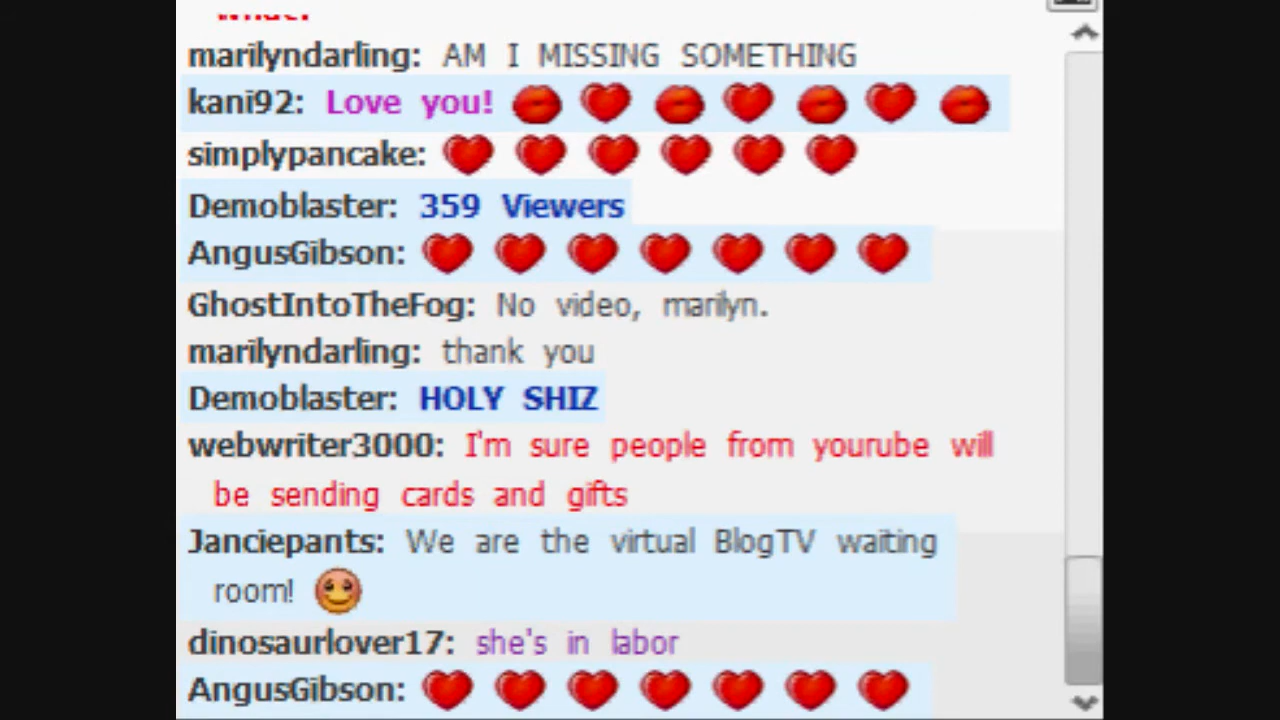 what?
marilyndarling: AM I MISSING SOMETHING
kani92: Love you!
simplypancake:
Demoblaster: 359 Viewers
AngusGibson:
GhostIntoTheFog: No video, marilyn.
marilyndarling: thank you
Demoblaster: HOLY SHIZ
webwriter3000: I'm sure people from yourube will
be sending cards and gifts
Janciepants: We are the virtual BlogTV waiting
room!
dinosaurlover17: she's in labor
AngusGibson: